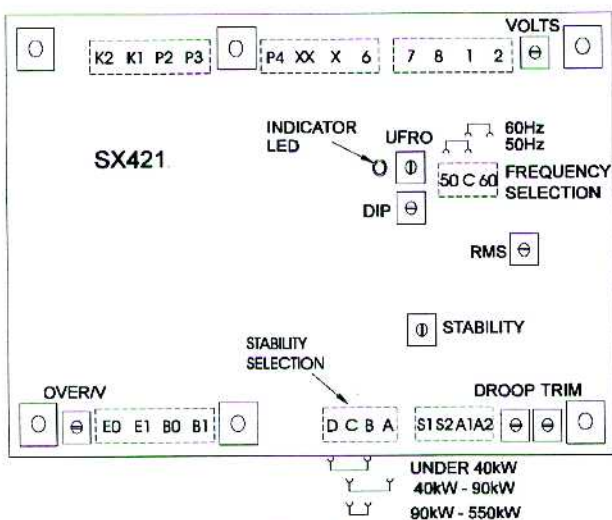 VOLTS
K2 K1 P2 P3
P4 XX X 6
7 8 1 2
INDICATOR
LED
UFRO
60Hz
50Hz
SX421
50 C 60
FREQUENCY
SELECTION
DIP
RMS
STABILITY
STABILITY
SELECTION
OVER/V
DROOP TRIM
E0 E1 B0 B1
D C B A
S1 S2 A1 A2
UNDER 40kW
40kW - 90kW
90kW - 550kW